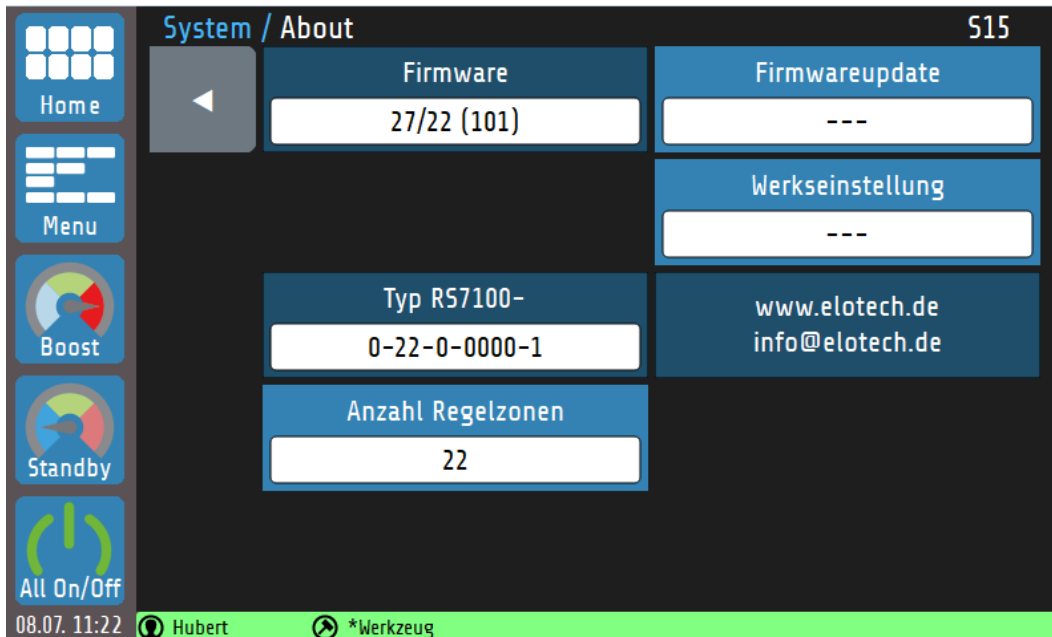 System / About
S15
Home
Firmware
27/22 (101)
Firmwareupdate
---
Menu
Werkseinstellung
---
Boost
Typ RS7100-
0-22-0-0000-1
www.elotech.de
info@elotech.de
Standby
Anzahl Regelzonen
22
All On/Off
08.07. 11:22
Hubert
*Werkzeug